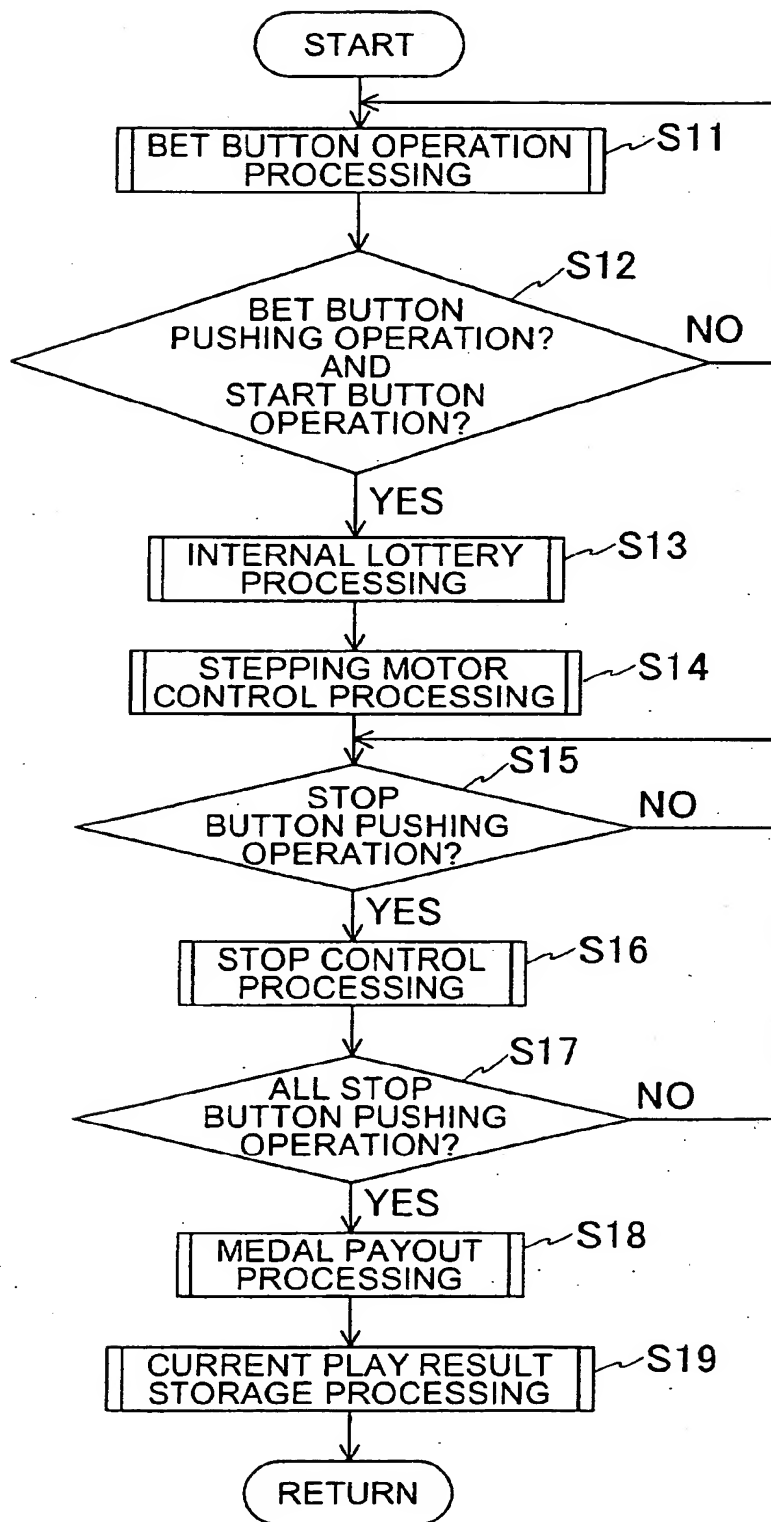 START
BET BUTTON OPERATION
PROCESSING
S11
S12
BET BUTTON
PUSHING OPERATION?
AND
START BUTTON
OPERATION?
NO
YES
INTERNAL LOTTERY
PROCESSING
S13
STEPPING MOTOR
CONTROL PROCESSING
S14
S15
STOP
BUTTON PUSHING
OPERATION?
NO
YES
STOP CONTROL
PROCESSING
S16
S17
ALL STOP
BUTTON PUSHING
OPERATION?
NO
YES
MEDAL PAYOUT
PROCESSING
S18
CURRENT PLAY RESULT
STORAGE PROCESSING
S19
RETURN